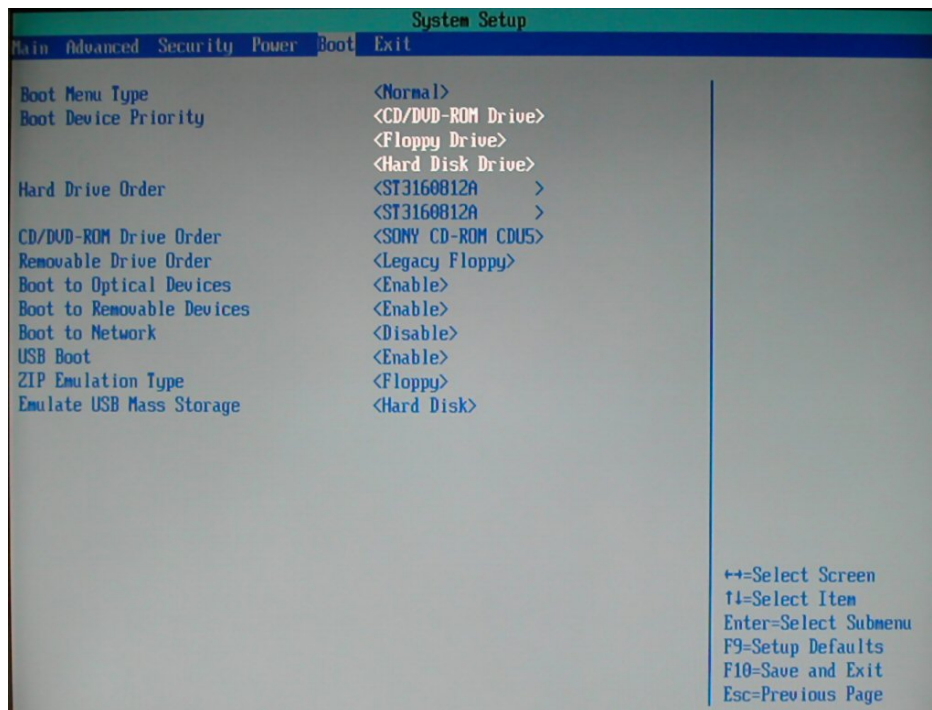 System Setup
Main Advanced Security Power Boot Exit
Boot Menu Type <Normal>
Boot Device Priority <CD/DVD-ROM Drive>
<Floppy Drive>
<Hard Disk Drive>
Hard Drive Order <ST3160812A >
<ST3160812A >
CD/DVD-ROM Drive Order <SONY CD-ROM CDU5>
Removable Drive Order <Legacy Floppy>
Boot to Optical Devices <Enable>
Boot to Removable Devices <Enable>
Boot to Network <Disable>
USB Boot <Enable>
ZIP Emulation Type <Floppy>
Emulate USB Mass Storage <Hard Disk>
←→=Select Screen
↑↓=Select Item
Enter=Select Submenu
F9=Setup Defaults
F10=Save and Exit
Esc=Previous Page